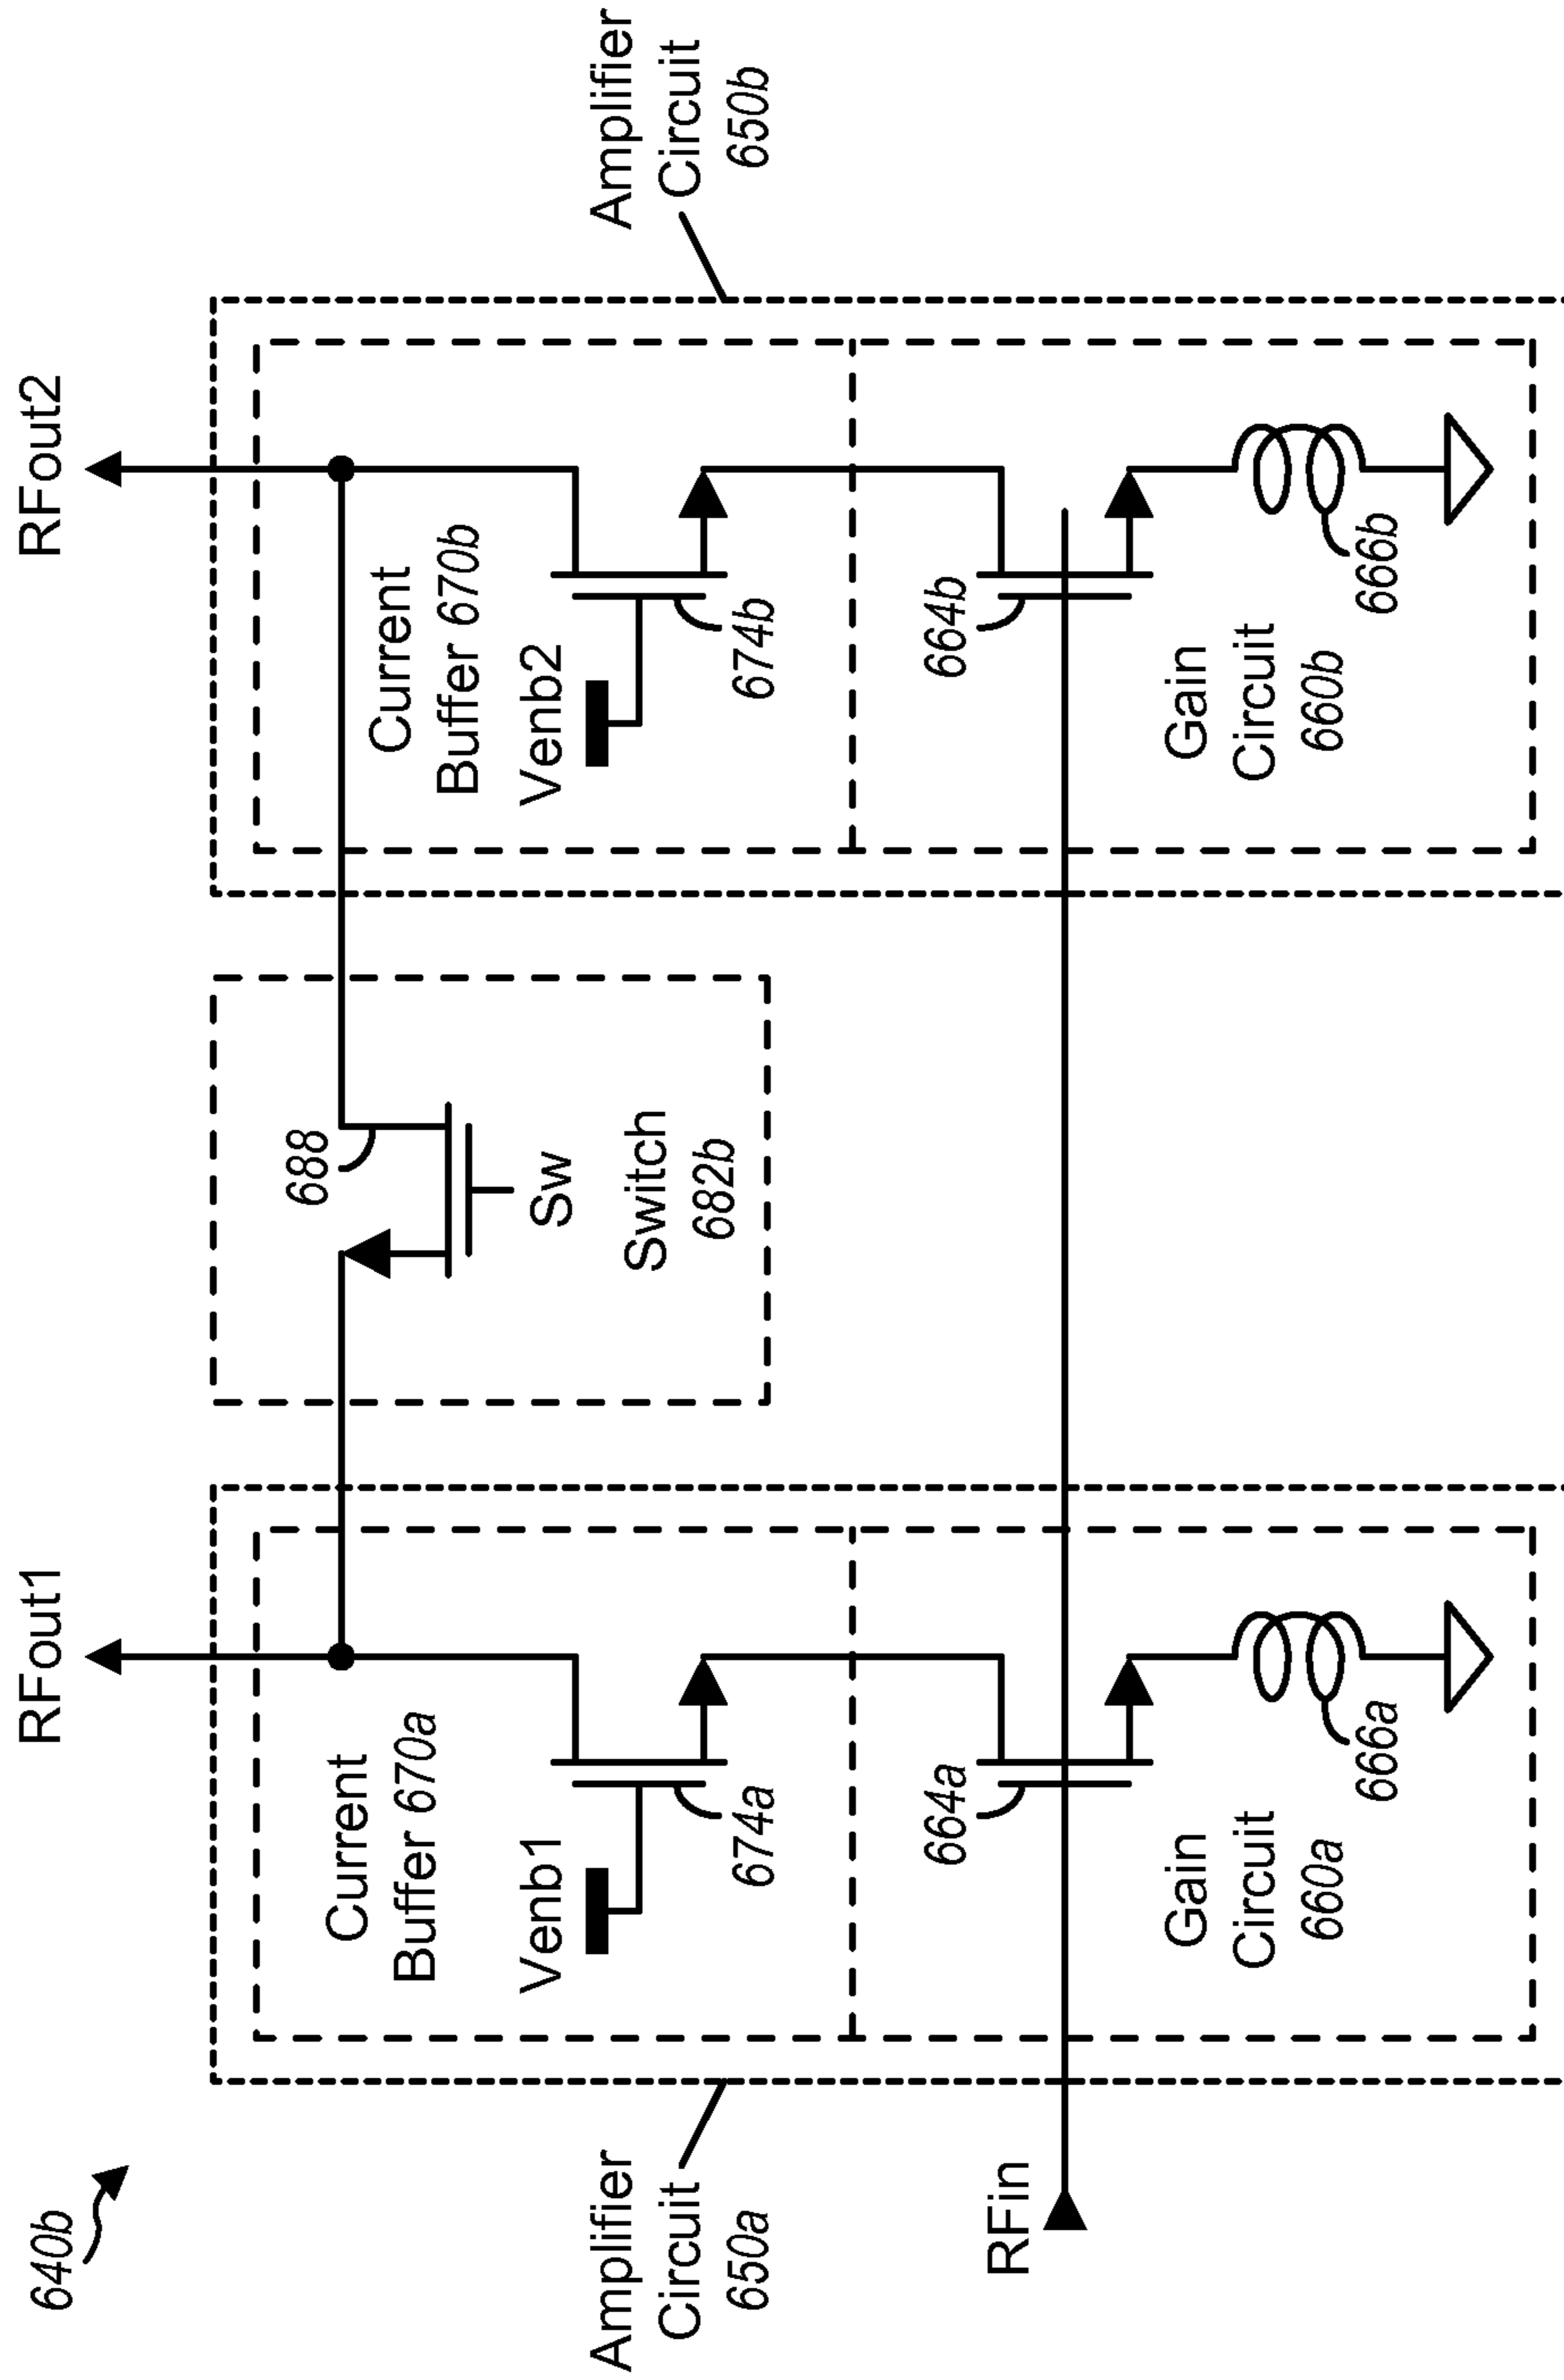 640b
RFout1
RFout2
Amplifier
Circuit
650a
Current
Buffer 670a
Venb1
674a
688
Sw
Switch
682b
Current
Buffer 670b
Venb2
674b
Amplifier
Circuit
650b
RFin
664a
Gain
Circuit
660a
666a
664b
Gain
Circuit
660b
666b